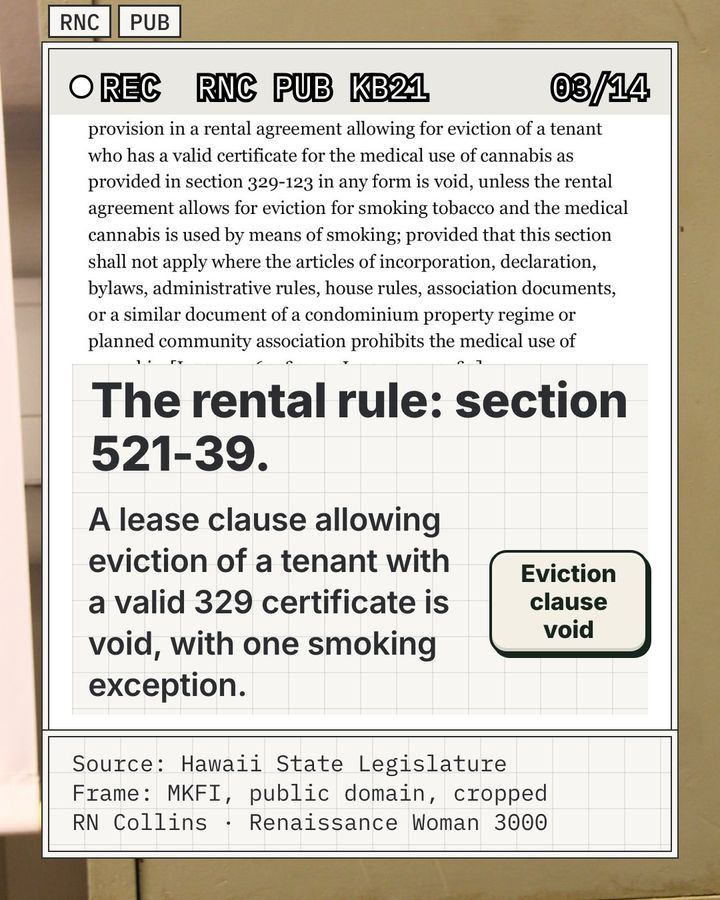 RNC PUB
REC RNC PUB KB21 03/14
provision in a rental agreement allowing for eviction of a tenant
who has a valid certificate for the medical use of cannabis as
provided in section 329-123 in any form is void, unless the rental
agreement allows for eviction for smoking tobacco and the medical
cannabis is used by means of smoking; provided that this section
shall not apply where the articles of incorporation, declaration,
bylaws, administrative rules, house rules, association documents,
or a similar document of a condominium property regime or
planned community association prohibits the medical use of
The rental rule: section
521-39.
A lease clause allowing
eviction of a tenant with
a valid 329 certificate is
void, with one smoking
exception.
Eviction
clause
void
Source: Hawaii State Legislature
Frame: MKFI, public domain, cropped
RN Collins · Renaissance Woman 3000